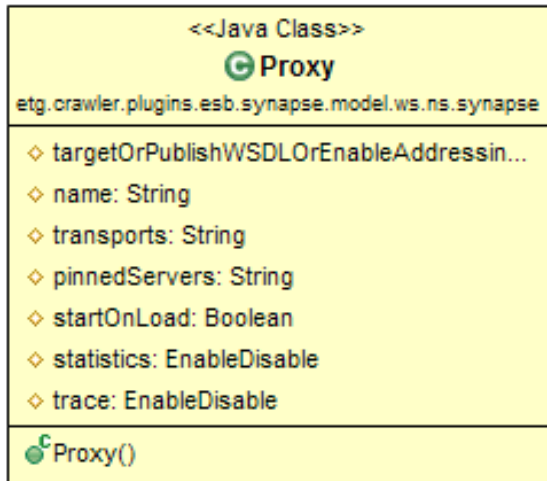 <<Java Class>>
Proxy
etg.crawler.plugins.esb.synapse.model.ws.ns.synapse
targetOrPublishWSDLOrEnableAddressin...
name: String
transports: String
pinnedServers: String
startOnLoad: Boolean
statistics: EnableDisable
trace: EnableDisable
Proxy()